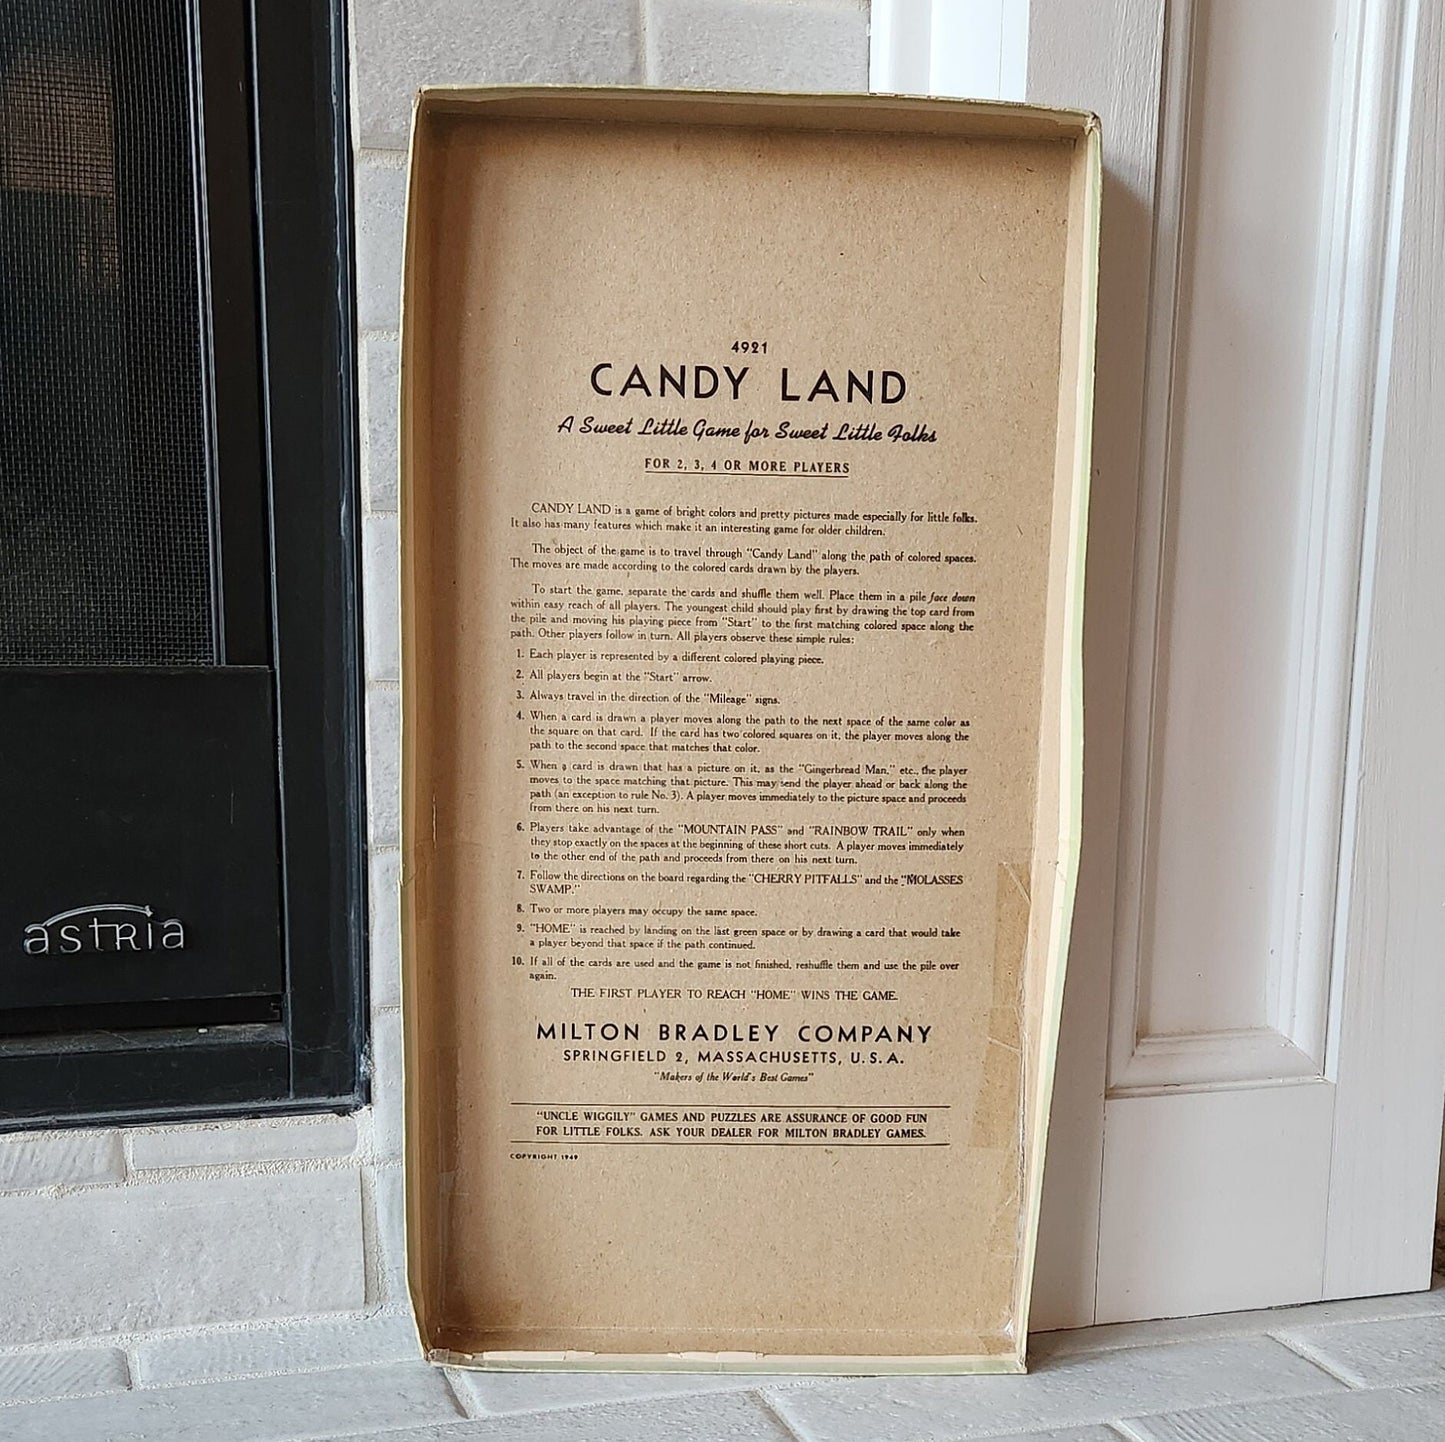 4921
CANDY LAND
A Sweet Little Game for Sweet Little Folks
FOR 2, 3, 4 OR MORE PLAYERS
CANDY LAND is a game of bright colors and pretty pictures made especially for little folks.
It also has many features which make it an interesting game for older children.
The object of the game is to travel through "Candy Land" along the path of colored spaces.
The moves are made according to the colored cards drawn by the players.
To start the game, separate the cards and shuffle them well. Place them in a pile face down
within easy reach of all players. The youngest child should play first by drawing the top card from
the pile and moving his playing piece from "Start" to the first matching colored space along the
path. Other players follow in turn. All players observe these simple rules:
1. Each player is represented by a different colored playing piece.
2. All players begin at the "Start" arrow.
3. Always travel in the direction of the "Mileage" signs.
4. When a card is drawn a player moves along the path to the next space of the same color as
the square on that card. If the card has two colored squares on it, the player moves along the
path to the second space that matches that color.
5. When a card is drawn that has a picture on it, as the "Gingerbread Man," etc., the player
moves to the space matching that picture. This may send the player ahead or back along the
path (an exception to rule No. 3). A player moves immediately to the picture space and proceeds
from there on his next turn.
6. Players take advantage of the "MOUNTAIN PASS" and "RAINBOW TRAIL" only when
they stop exactly on the spaces at the beginning of these short cuts. A player moves immediately
to the other end of the path and proceeds from there on his next turn.
7. Follow the directions on the board regarding the "CHERRY PITFALLS" and the "MOLASSES
SWAMP."
8. Two or more players may occupy the same space.
9. "HOME" is reached by landing on the last green space or by drawing a card that would take
a player beyond that space if the path continued.
10. If all of the cards are used and the game is not finished, reshuffle them and use the pile over
again.
THE FIRST PLAYER TO REACH "HOME" WINS THE GAME.
MILTON BRADLEY COMPANY
SPRINGFIELD 2, MASSACHUSETTS, U.S.A.
"Makers of the World's Best Games"
"UNCLE WIGGILY" GAMES AND PUZZLES ARE ASSURANCE OF GOOD FUN
FOR LITTLE FOLKS. ASK YOUR DEALER FOR MILTON BRADLEY GAMES.
COPYRIGHT 1949
astria